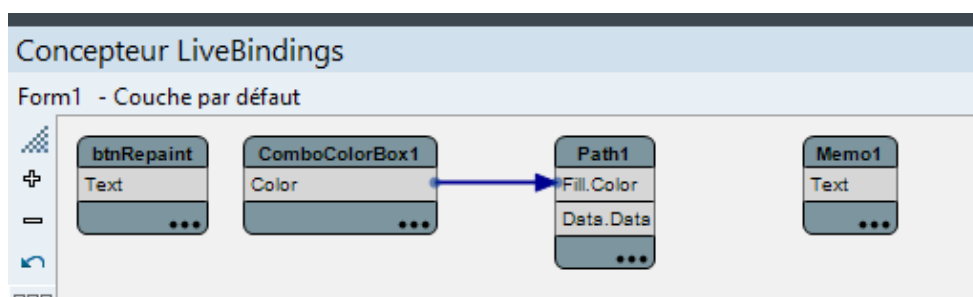 Concepteur LiveBindings
Form1 - Couche par défaut
btnRepaint
Text
•••
ComboColorBox1
Color
•••
Path1
Fill.Color
Data.Data
•••
Memo1
Text
•••